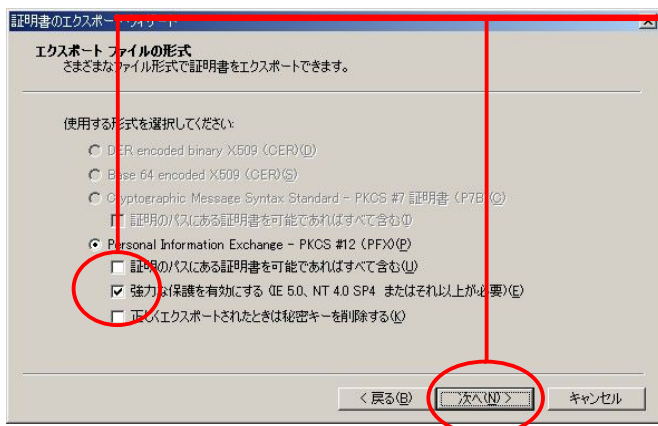 証明書のエクスポート ウィザード
エクスポート ファイルの形式
さまざまなファイル形式で証明書をエクスポートできます。
使用する形式を選択してください:
DER encoded binary X.509 (CER)(D)
Base 64 encoded X.509 (CER)(S)
Cryptographic Message Syntax Standard - PKCS #7 証明書 (P7B)(C)
証明のパスにある証明書を可能であればすべて含む(I)
Personal Information Exchange - PKCS #12 (PFX)(P)
証明のパスにある証明書を可能であればすべて含む(U)
強力な保護を有効にする (IE 5.0、NT 4.0 SP4 またはそれ以上が必要)(E)
正しくエクスポートされたときは秘密キーを削除する(K)
< 戻る(B) 次へ(N) > キャンセル